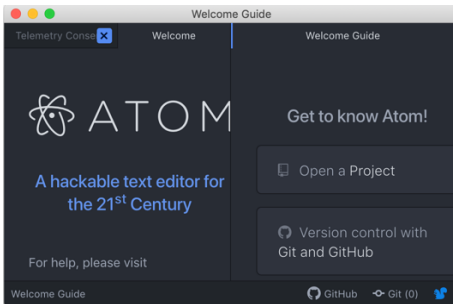 Welcome Guide
Telemetry Conse
Welcome
Welcome Guide
ATOM
A hackable text editor for
the 21st Century
For help, please visit
Get to know Atom!
Open a Project
Version control with
Git and GitHub
Welcome Guide
GitHub
Git (0)